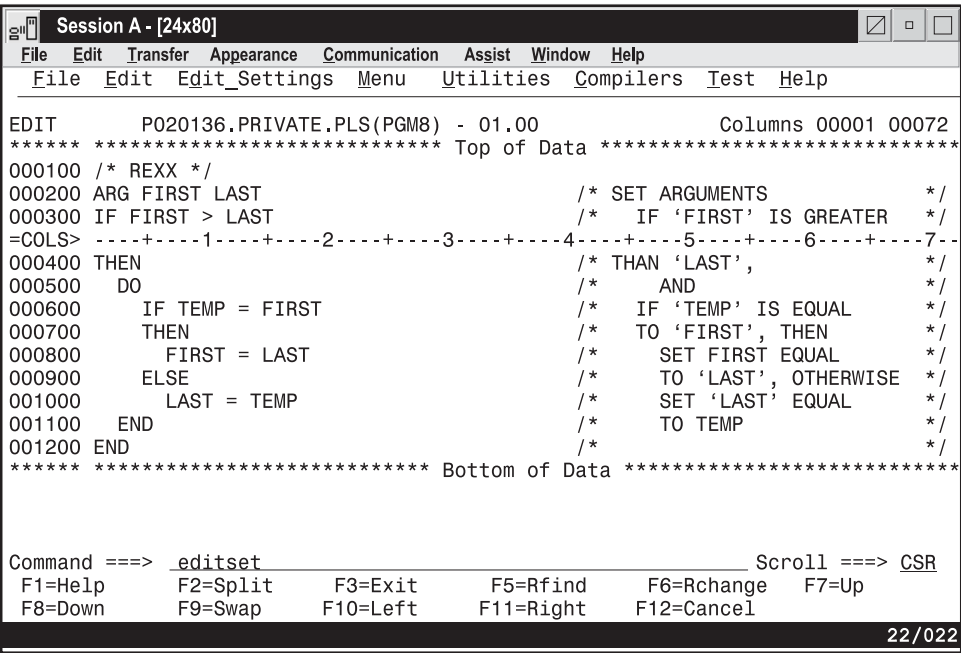 Session A - [24x80]
File Edit Transfer Appearance Communication Assist Window Help
File Edit Edit_Settings Menu Utilities Compilers Test Help
EDIT       P020136.PRIVATE.PLS(PGM8) - 01.00               Columns 00001 00072
****** ***************************** Top of Data ******************************
000100 /* REXX */
000200 ARG FIRST LAST                          /* SET ARGUMENTS             */
000300 IF FIRST > LAST                         /*   IF ‘FIRST’ IS GREATER   */
=COLS> ----+----1----+----2----+----3----+----4----+----5----+----6----+----7--
000400 THEN                                    /* THAN ‘LAST’,              */
000500   DO                                    /*     AND                   */
000600     IF TEMP = FIRST                     /*   IF ‘TEMP’ IS EQUAL      */
000700     THEN                                /*   TO ‘FIRST’, THEN        */
000800       FIRST = LAST                      /*     SET FIRST EQUAL       */
000900     ELSE                                /*     TO ‘LAST’, OTHERWISE  */
001000       LAST = TEMP                       /*     SET ‘LAST’ EQUAL      */
001100   END                                   /*     TO TEMP               */
001200 END                                     /*                           */
****** **************************** Bottom of Data ****************************
Command ===> editset                                          Scroll ===> CSR
F1=Help F2=Split F3=Exit F5=Rfind F6=Rchange F7=Up
F8=Down F9=Swap F10=Left F11=Right F12=Cancel
22/022